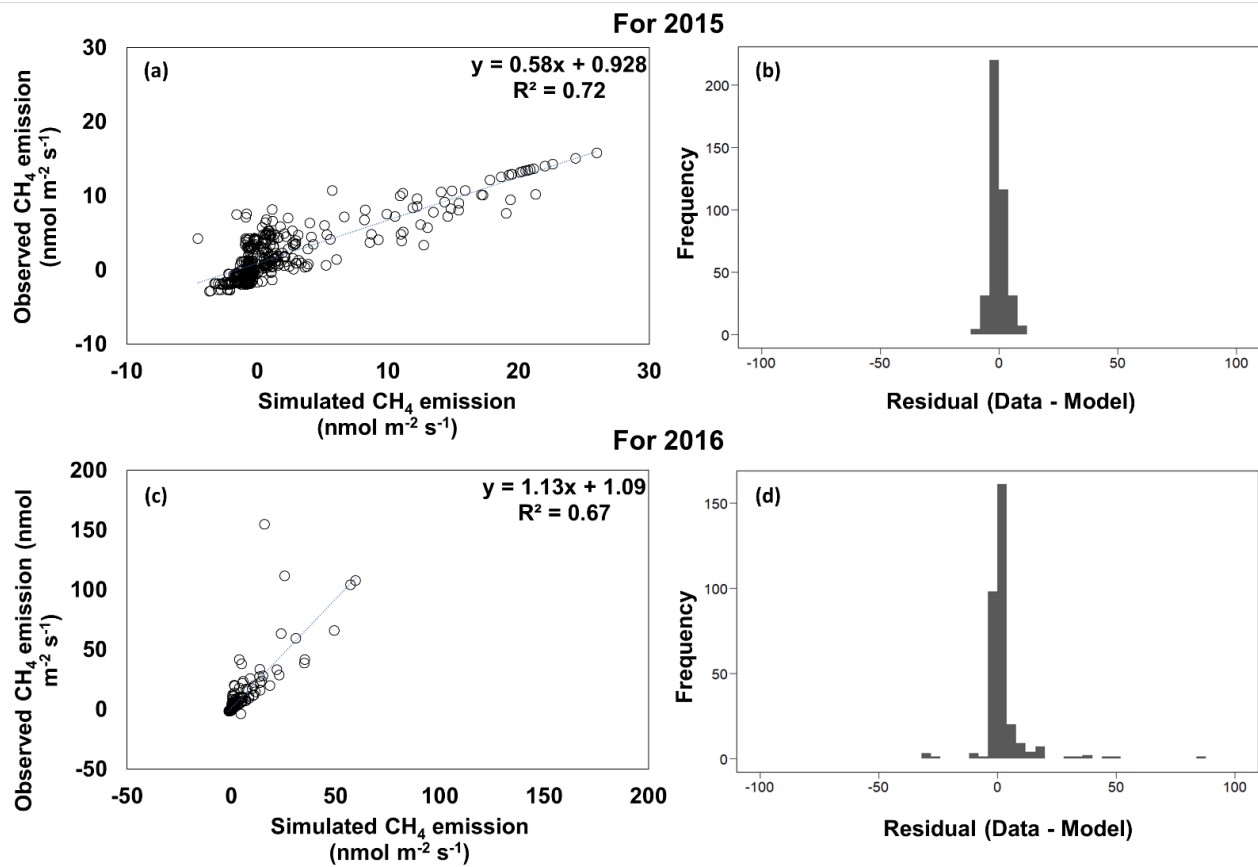 For 2015
(a)
y = 0.58x + 0.928
R² = 0.72
30
20
10
0
-10
-10 0 10 20 30
Observed CH₄ emission
(nmol m⁻² s⁻¹)
Simulated CH₄ emission
(nmol m⁻² s⁻¹)
(b)
200
150
100
50
0
-100 -50 0 50 100
Frequency
Residual (Data - Model)
For 2016
(c)
y = 1.13x + 1.09
R² = 0.67
200
150
100
50
0
-50
-50 0 50 100 150 200
Observed CH₄ emission (nmol
m⁻² s⁻¹)
Simulated CH₄ emission
(nmol m⁻² s⁻¹)
(d)
150
100
50
0
-100 -50 0 50 100
Frequency
Residual (Data - Model)